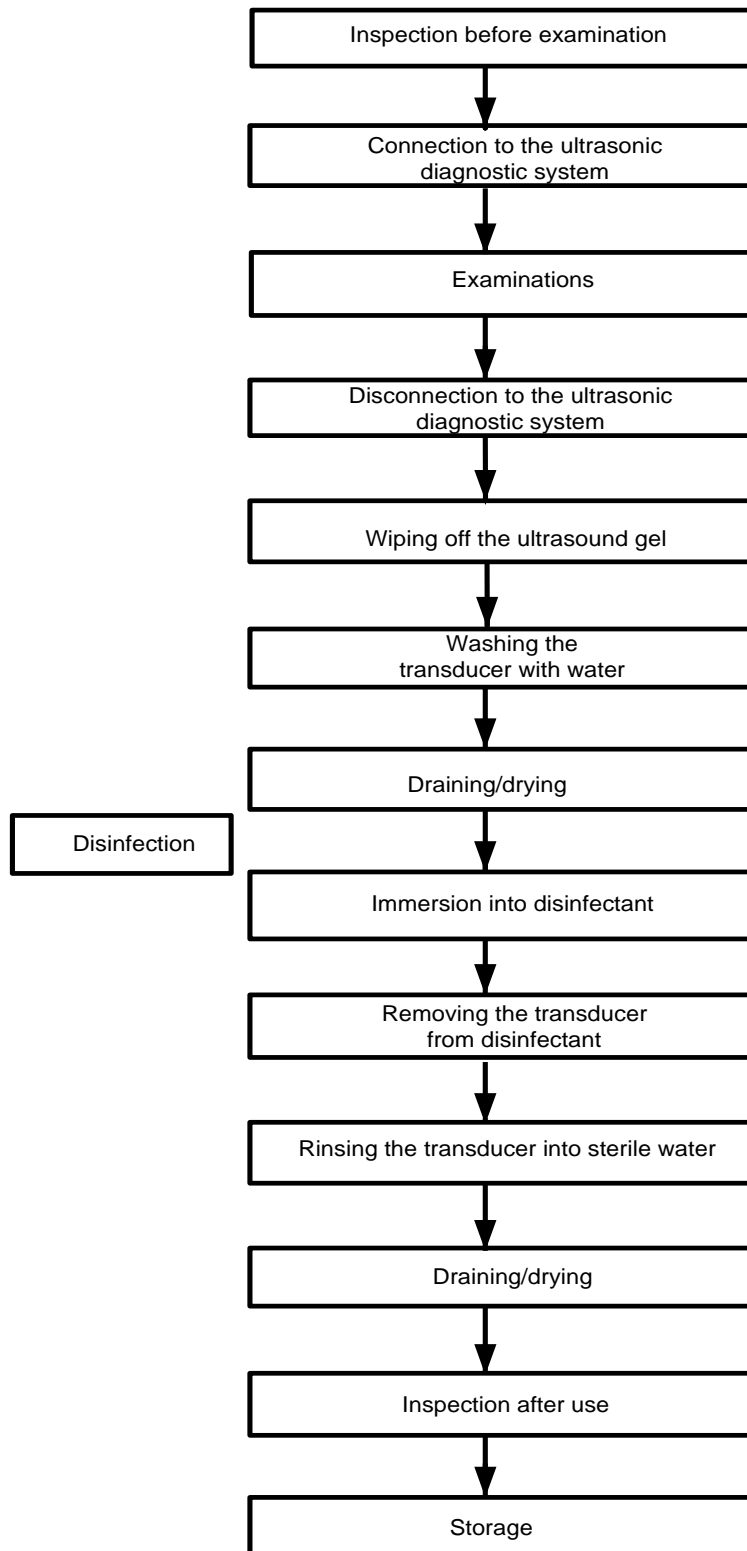 Inspection before examination
Connection to the ultrasonic
diagnostic system
Examinations
Disconnection to the ultrasonic
diagnostic system
Wiping off the ultrasound gel
Washing the
transducer with water
Draining/drying
Disinfection
Immersion into disinfectant
Removing the transducer
from disinfectant
Rinsing the transducer into sterile water
Draining/drying
Inspection after use
Storage